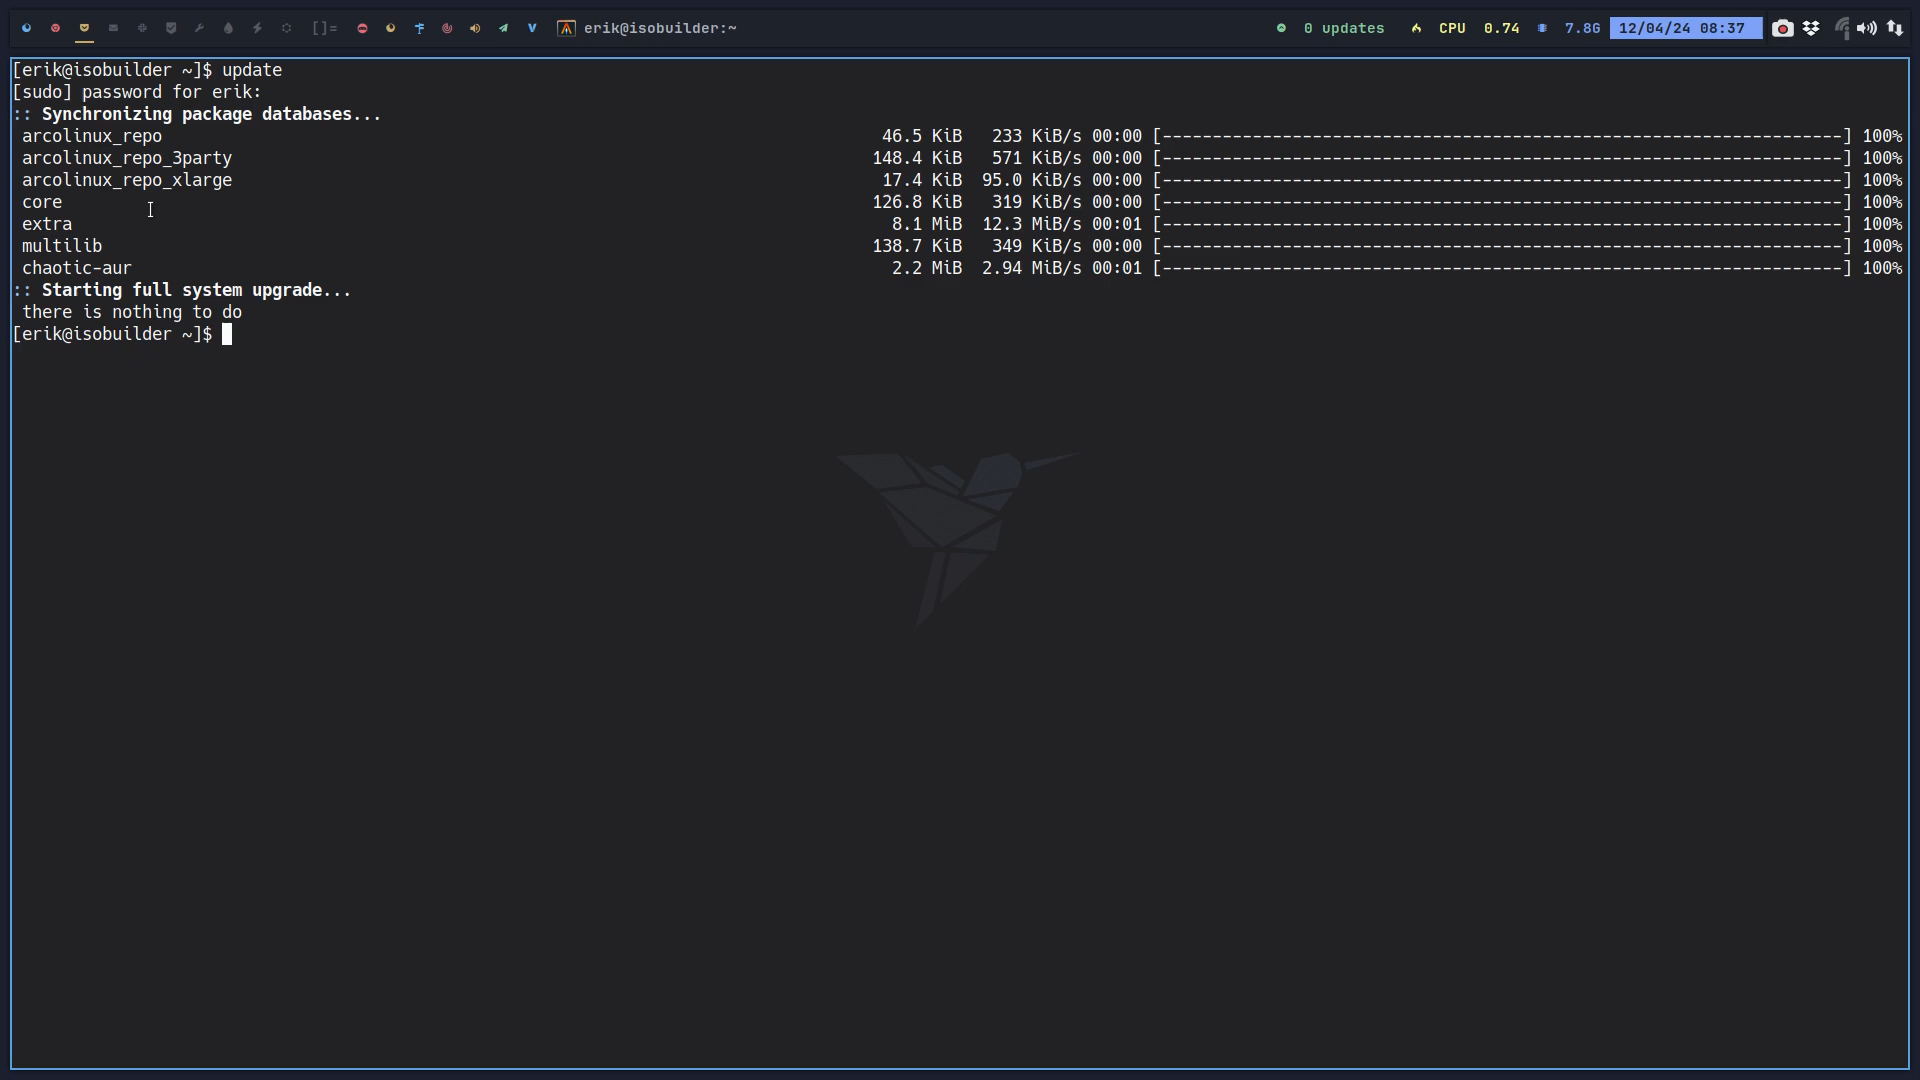 []= V erik@isobuilder:~ 0 updates CPU 0.74 7.8G 12/04/24 08:37
[erik@isobuilder ~]$ update
[sudo] password for erik:
:: Synchronizing package databases...
arcolinux_repo 46.5 KiB 233 KiB/s 00:00 [--------------------------------------------------------------------] 100%
arcolinux_repo_3party 148.4 KiB 571 KiB/s 00:00 [--------------------------------------------------------------------] 100%
arcolinux_repo_xlarge 17.4 KiB 95.0 KiB/s 00:00 [--------------------------------------------------------------------] 100%
core 126.8 KiB 319 KiB/s 00:00 [--------------------------------------------------------------------] 100%
extra 8.1 MiB 12.3 MiB/s 00:01 [--------------------------------------------------------------------] 100%
multilib 138.7 KiB 349 KiB/s 00:00 [--------------------------------------------------------------------] 100%
chaotic-aur 2.2 MiB 2.94 MiB/s 00:01 [--------------------------------------------------------------------] 100%
:: Starting full system upgrade...
there is nothing to do
[erik@isobuilder ~]$